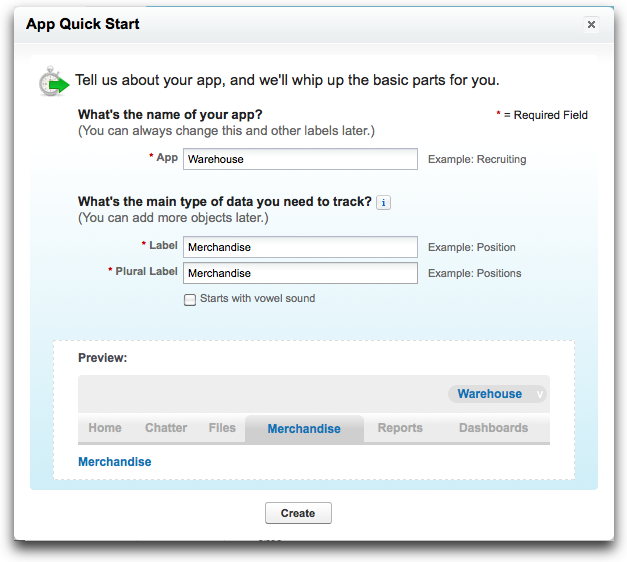 App Quick Start
Tell us about your app, and we'll whip up the basic parts for you.
What's the name of your app?
* = Required Field
(You can always change this and other labels later.)
* App Warehouse Example: Recruiting
What's the main type of data you need to track? i
(You can add more objects later.)
* Label Merchandise Example: Position
* Plural Label Merchandise Example: Positions
Starts with vowel sound
Preview:
Warehouse
Home Chatter Files Merchandise Reports Dashboards
Merchandise
Create